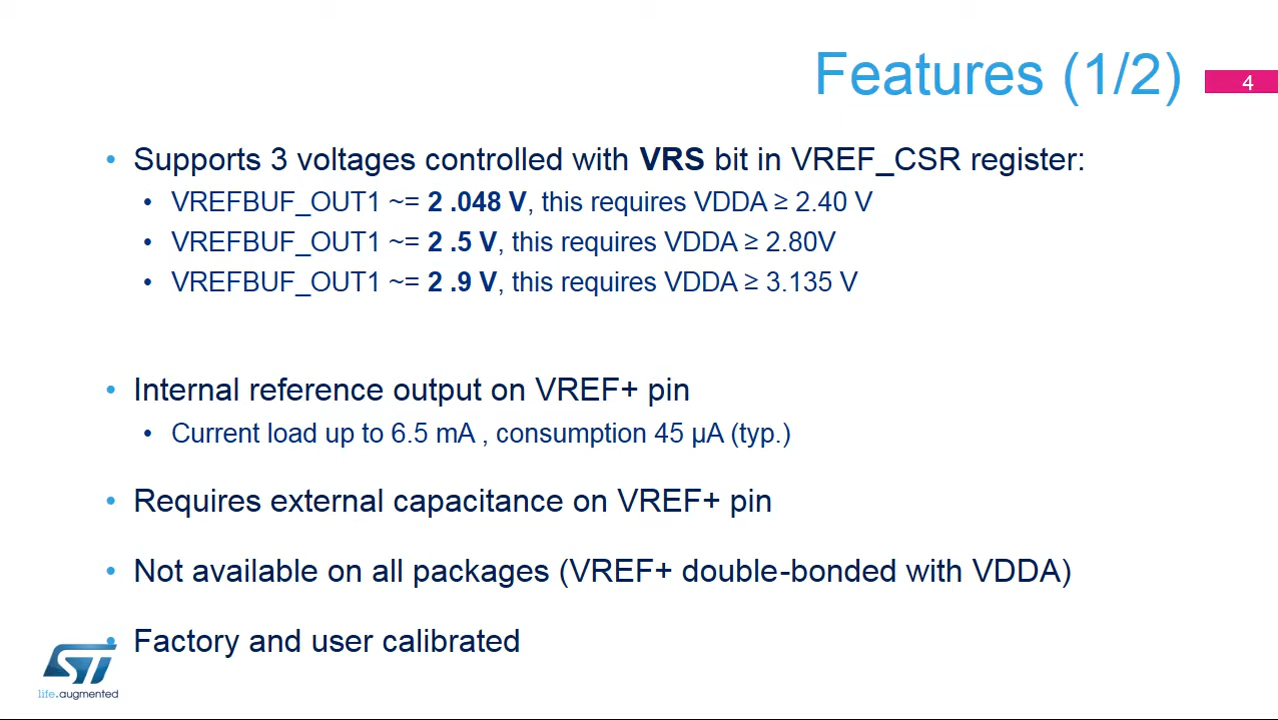 Features (1/2)
4
• Supports 3 voltages controlled with VRS bit in VREF_CSR register:
• VREFBUF_OUT1 ~= 2 .048 V, this requires VDDA ≥ 2.40 V
• VREFBUF_OUT1 ~= 2 .5 V, this requires VDDA ≥ 2.80V
• VREFBUF_OUT1 ~= 2 .9 V, this requires VDDA ≥ 3.135 V
• Internal reference output on VREF+ pin
• Current load up to 6.5 mA , consumption 45 µA (typ.)
• Requires external capacitance on VREF+ pin
• Not available on all packages (VREF+ double-bonded with VDDA)
• Factory and user calibrated
ST
life.augmented